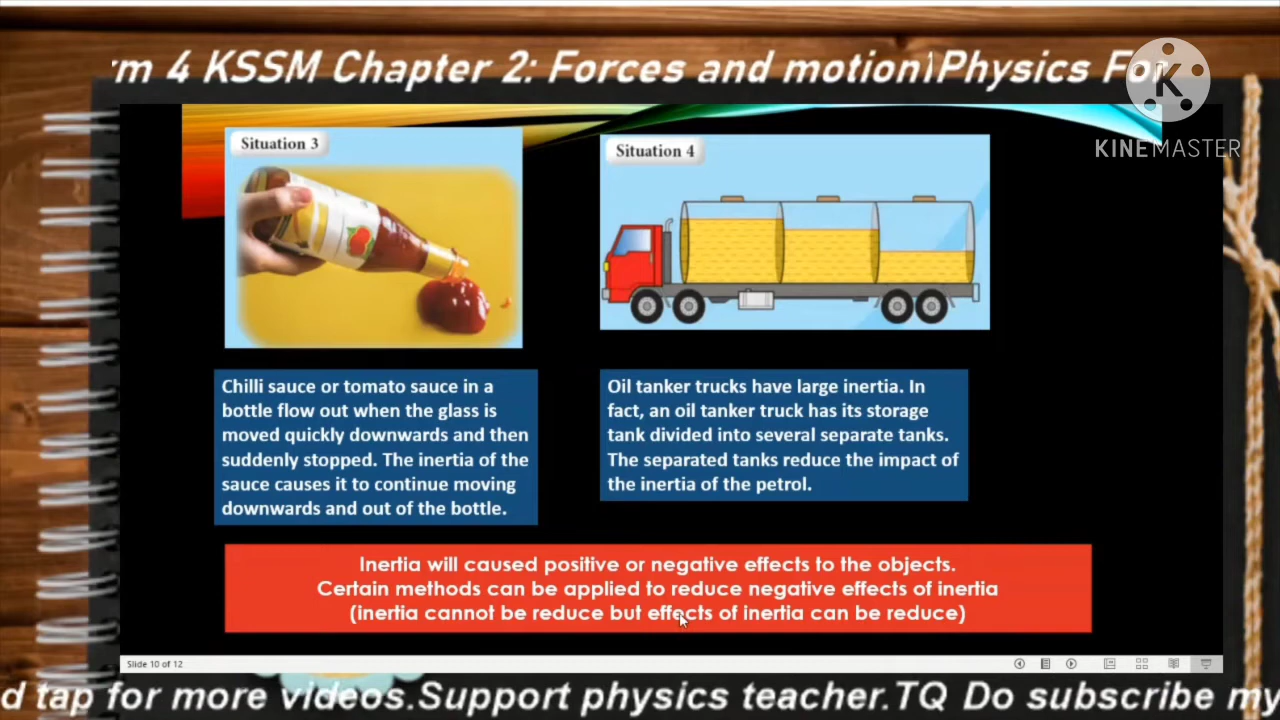 rm 4 KSSM Chapter 2: Forces and motion\Physics For
K
KINEMASTER
Situation 3
Situation 4
Chilli sauce or tomato sauce in a
bottle flow out when the glass is
moved quickly downwards and then
suddenly stopped. The inertia of the
sauce causes it to continue moving
downwards and out of the bottle.
Oil tanker trucks have large inertia. In
fact, an oil tanker truck has its storage
tank divided into several separate tanks.
The separated tanks reduce the impact of
the inertia of the petrol.
Inertia will caused positive or negative effects to the objects.
Certain methods can be applied to reduce negative effects of inertia
(inertia cannot be reduce but effects of inertia can be reduce)
Slide 10 of 12
d tap for more videos.Support physics teacher.TQ Do subscribe my